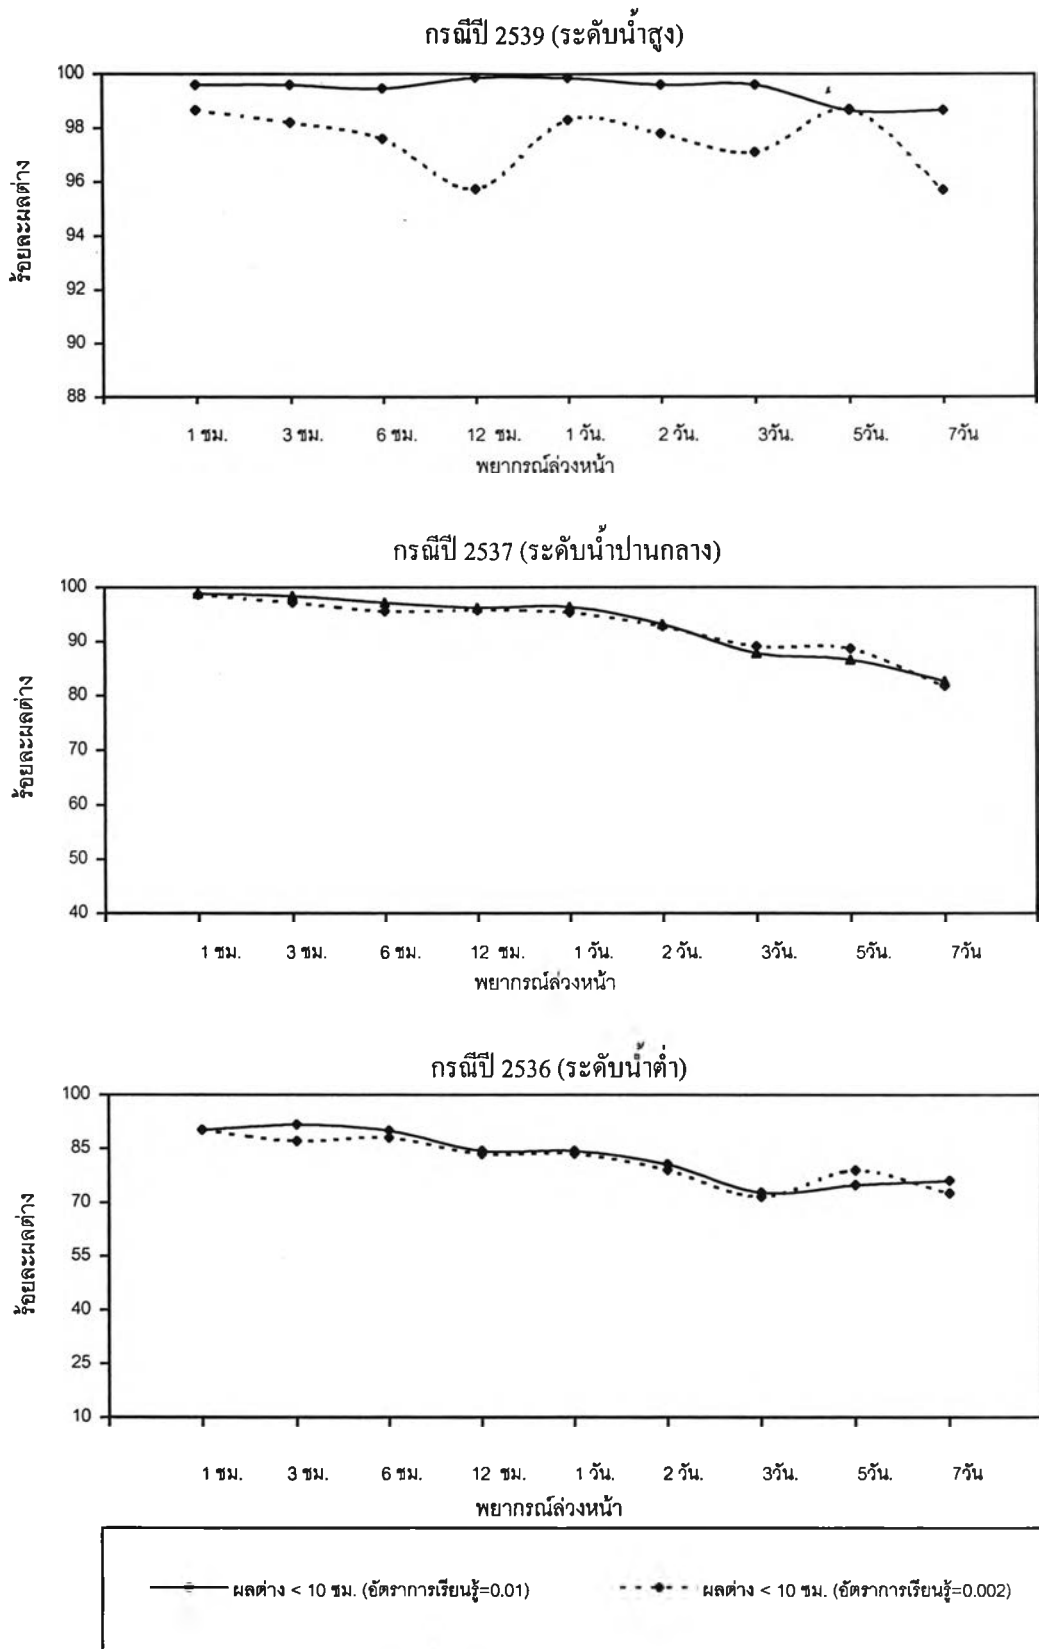 กรณีปี 2539 (ระดับน้ำสูง)
100
98
96
94
92
90
88
ร้อยละผลต่าง
1 ชม. 3 ชม. 6 ชม. 12 ชม. 1 วัน. 2 วัน. 3วัน. 5วัน. 7วัน
พยากรณ์ล่วงหน้า
กรณีปี 2537 (ระดับน้ำปานกลาง)
100
90
80
70
60
50
40
ร้อยละผลต่าง
1 ชม. 3 ชม. 6 ชม. 12 ชม. 1 วัน. 2 วัน. 3วัน. 5วัน. 7วัน
พยากรณ์ล่วงหน้า
กรณีปี 2536 (ระดับน้ำต่ำ)
100
85
70
55
40
25
10
ร้อยละผลต่าง
1 ชม. 3 ชม. 6 ชม. 12 ชม. 1 วัน. 2 วัน. 3วัน. 5วัน. 7วัน
พยากรณ์ล่วงหน้า
ผลต่าง < 10 ซม. (อัตราการเรียนรู้=0.01) ผลต่าง < 10 ซม. (อัตราการเรียนรู้=0.002)